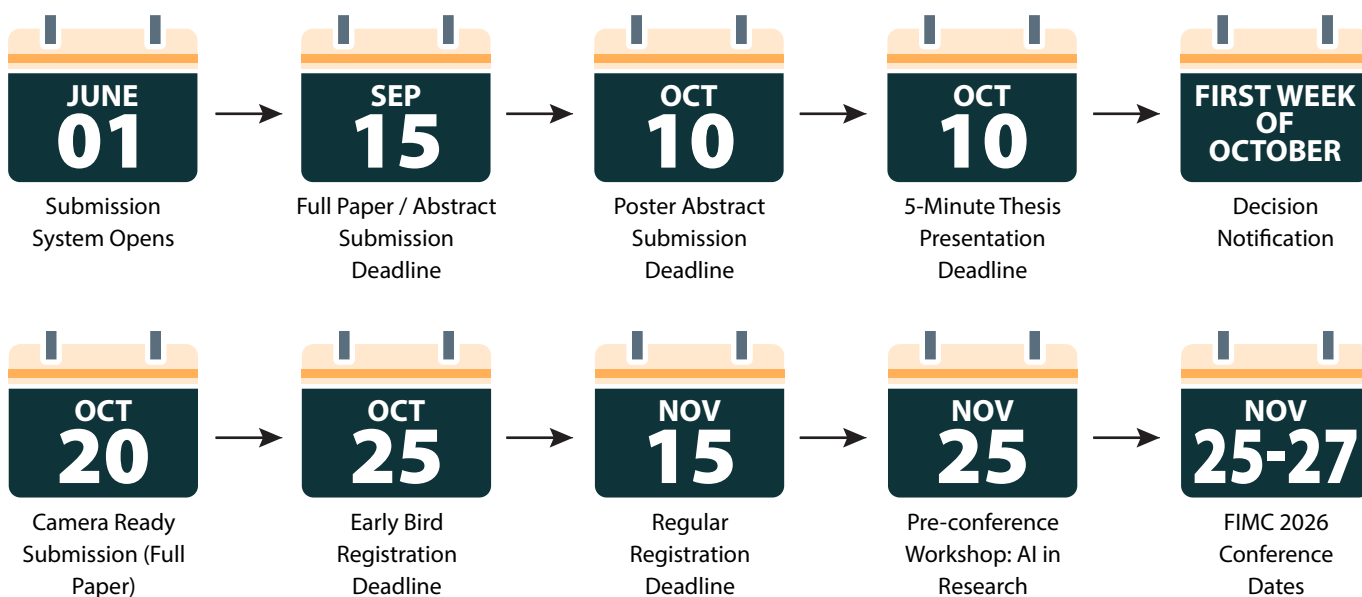 JUNE
01
Submission
System Opens
SEP
15
Full Paper / Abstract
Submission
Deadline
OCT
10
Poster Abstract
Submission
Deadline
OCT
10
5-Minute Thesis
Presentation
Deadline
FIRST WEEK
OF
OCTOBER
Decision
Notification
OCT
20
Camera Ready
Submission (Full
Paper)
OCT
25
Early Bird
Registration
Deadline
NOV
15
Regular
Registration
Deadline
NOV
25
Pre-conference
Workshop: AI in
Research
NOV
25-27
FIMC 2026
Conference
Dates